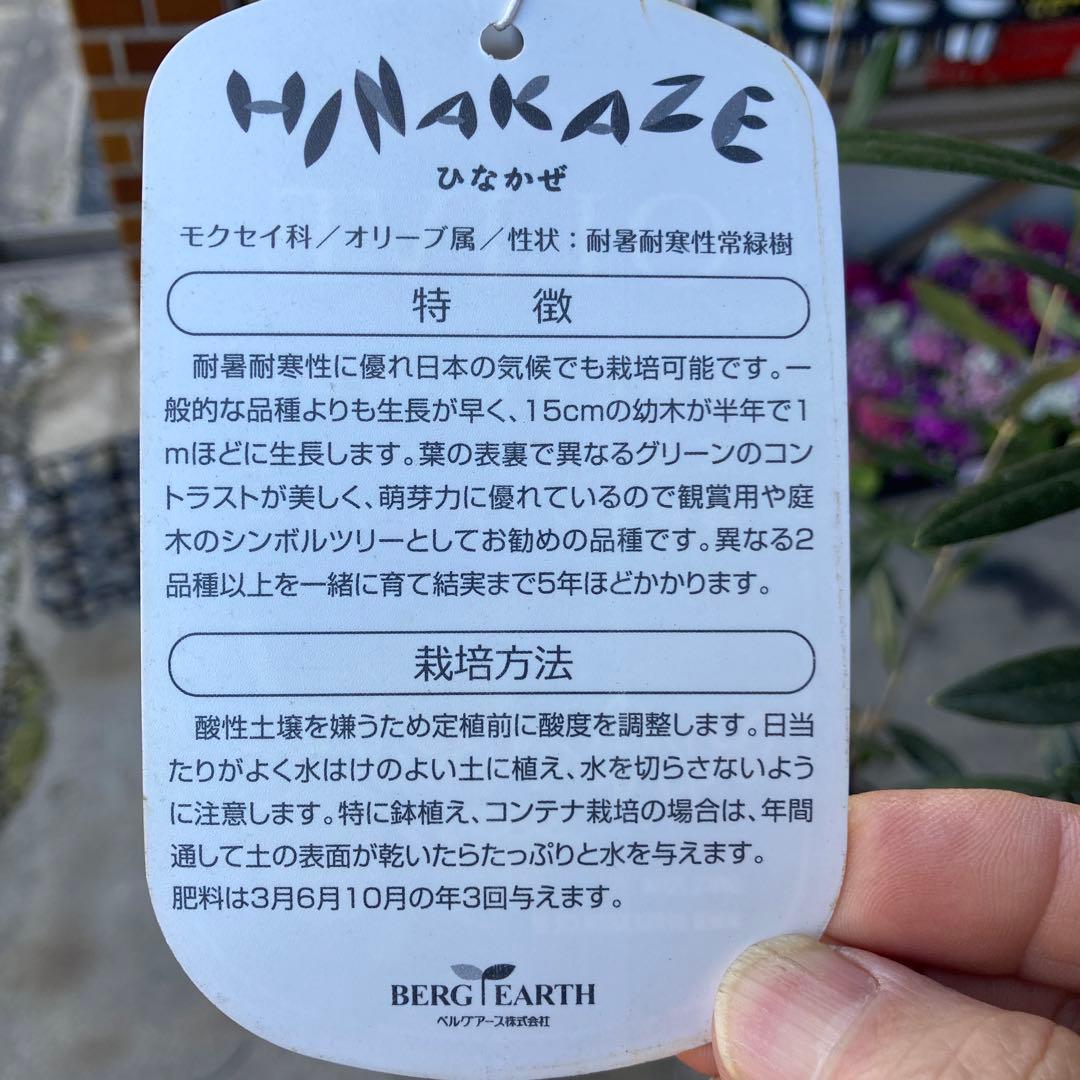 HINAKAZE
ひなかぜ
モクセイ科／オリーブ属／性状：耐暑耐寒性常緑樹
特　徴
耐暑耐寒性に優れ日本の気候でも栽培可能です。一
般的な品種よりも生長が早く、15cmの幼木が半年で1
mほどに生長します。葉の表裏で異なるグリーンのコン
トラストが美しく、萌芽力に優れているので観賞用や庭
木のシンボルツリーとしてお勧めの品種です。異なる2
品種以上を一緒に育て結実まで5年ほどかかります。
栽培方法
酸性土壌を嫌うため定植前に酸度を調整します。日当
たりがよく水はけのよい土に植え、水を切らさないよう
に注意します。特に鉢植え、コンテナ栽培の場合は、年間
通して土の表面が乾いたらたっぷりと水を与えます。
肥料は3月6月10月の年3回与えます。
BERG EARTH
ベルグアース株式会社